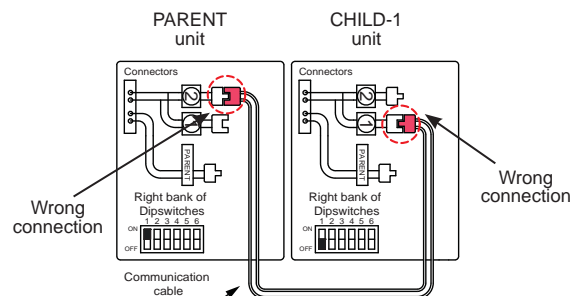 PARENT
unit
CHILD-1
unit
Connectors
Connectors
2
1
2
1
PARENT
PARENT
Wrong
connection
Wrong
connection
Right bank of
Dipswitches
1 2 3 4 5 6
ON
OFF
Right bank of
Dipswitches
1 2 3 4 5 6
ON
OFF
Communication
cable